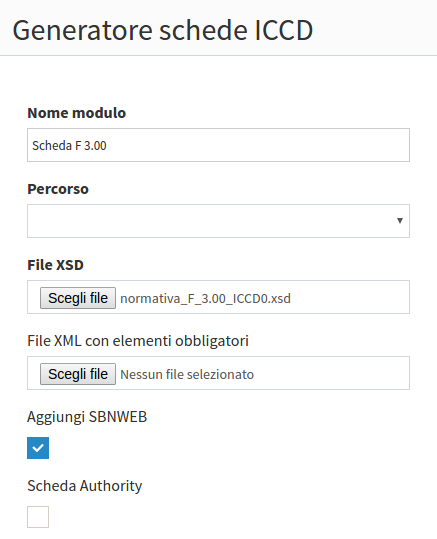 Generatore schede ICCD
Nome modulo
Scheda F 3.00
Percorso
File XSD
Scegli file normativa_F_3.00_ICCD0.xsd
File XML con elementi obbligatori
Scegli file Nessun file selezionato
Aggiungi SBNWEB
Scheda Authority